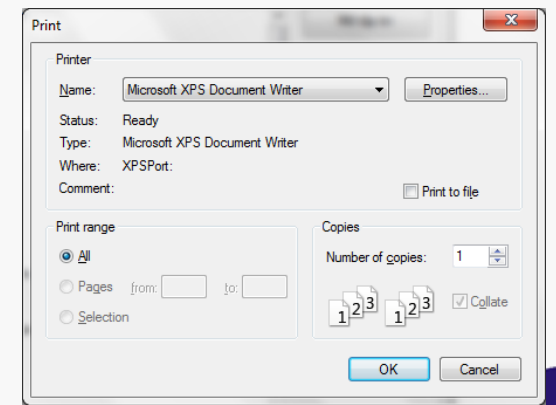 Print
Printer
Name: Microsoft XPS Document Writer Properties...
Status: Ready
Type: Microsoft XPS Document Writer
Where: XPSPort:
Comment: Print to file
Print range Copies
All Number of copies: 1
Pages from: to:
1 2 3 1 2 3 Collate
Selection
OK Cancel